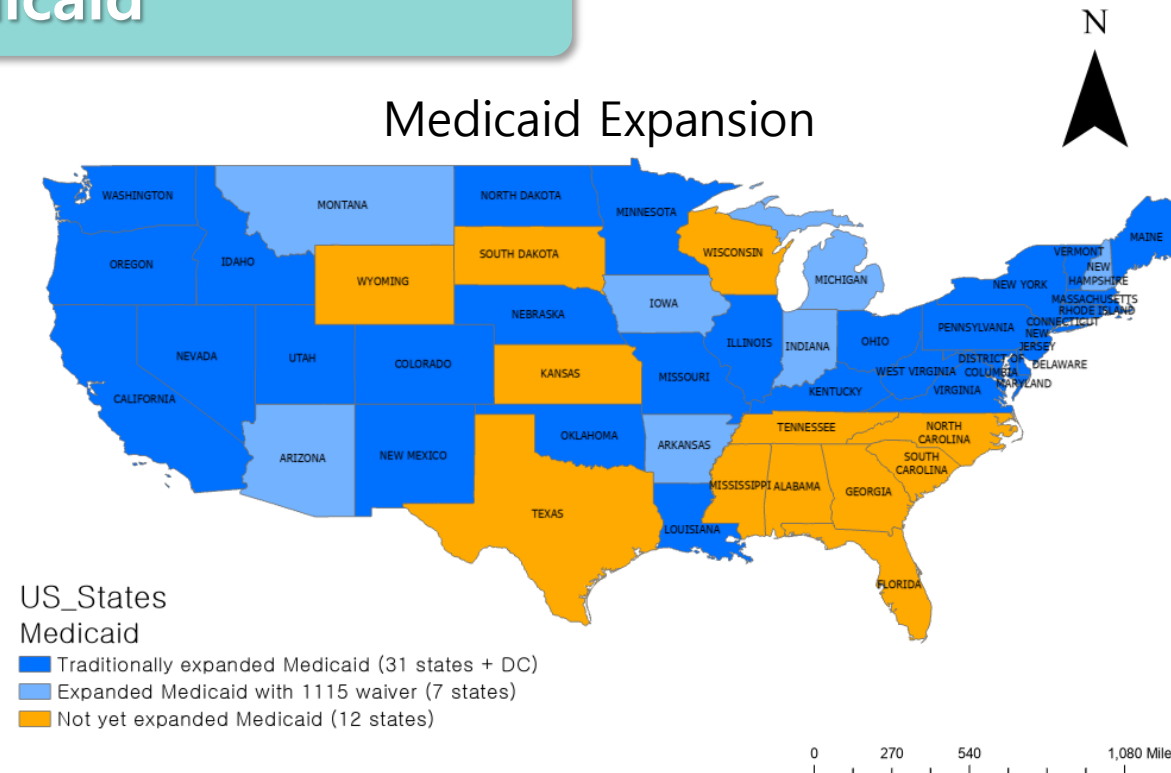 N
Medicaid Expansion
WASHINGTON
MONTANA
NORTH DAKOTA
MINNESOTA
MAINE
OREGON
IDAHO
WYOMING
SOUTH DAKOTA
WISCONSIN
MICHIGAN
VERMONT
NEW
HAMPSHIRE
NEW YORK
MASSACHUSETTS
RHODE ISLAND
CONNECTICUT
IOWA
NEBRASKA
NEVADA
UTAH
COLORADO
KANSAS
MISSOURI
ILLINOIS
INDIANA
OHIO
PENNSYLVANIA
NEW
JERSEY
WEST VIRGINIA
DISTRICT OF
COLUMBIA
DELAWARE
MARYLAND
VIRGINIA
KENTUCKY
CALIFORNIA
ARIZONA
NEW MEXICO
OKLAHOMA
ARKANSAS
TENNESSEE
NORTH
CAROLINA
SOUTH
CAROLINA
TEXAS
LOUISIANA
MISSISSIPPI
ALABAMA
GEORGIA
FLORIDA
US_States
Medicaid
Traditionally expanded Medicaid (31 states + DC)
Expanded Medicaid with 1115 waiver (7 states)
Not yet expanded Medicaid (12 states)
0 270 540 1,080 Mile